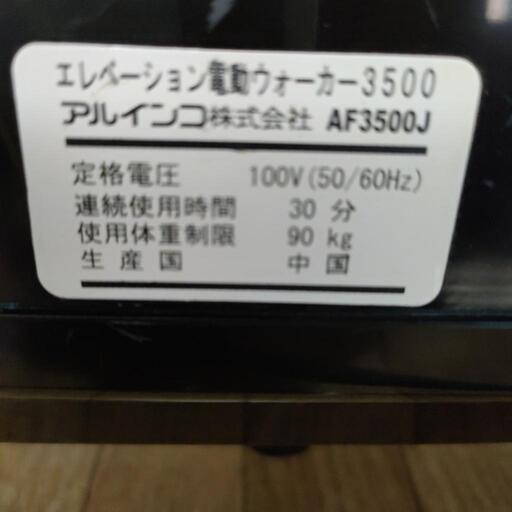 エレベーション電動ウォーカー3500
アルインコ株式会社 AF3500J
定格電圧 100V(50/60Hz)
連続使用時間 30 分
使用体重制限 90 kg
生産国 中国